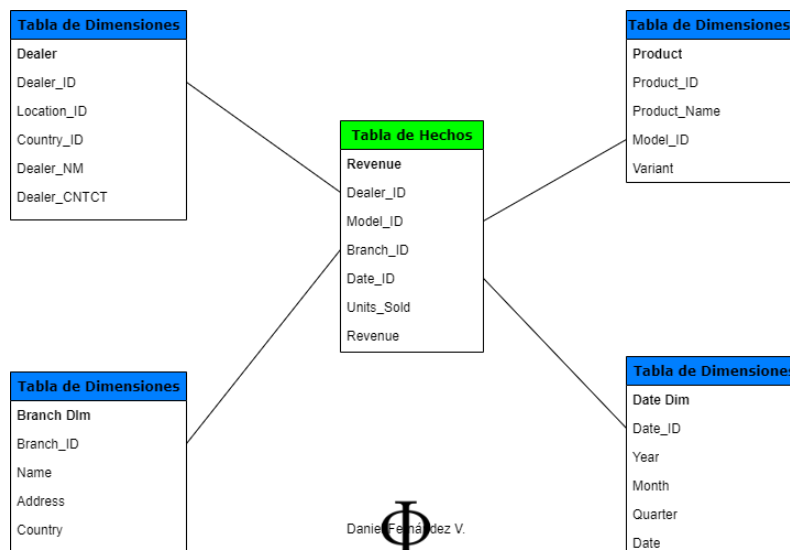 Tabla de Dimensiones
Dealer
Dealer_ID
Location_ID
Country_ID
Dealer_NM
Dealer_CNTCT
Tabla de Dimensiones
Product
Product_ID
Product_Name
Model_ID
Variant
Tabla de Hechos
Revenue
Dealer_ID
Model_ID
Branch_ID
Date_ID
Units_Sold
Revenue
Tabla de Dimensiones
Branch DIm
Branch_ID
Name
Address
Country
Tabla de Dimensiones
Date Dim
Date_ID
Year
Month
Quarter
Date
Daniel Fernández V.
Φ